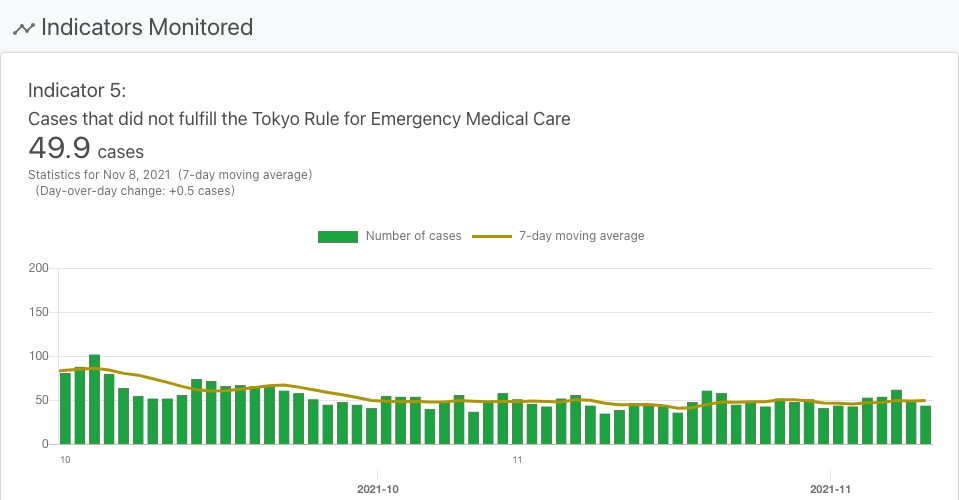 Indicators Monitored
Indicator 5:
Cases that did not fulfill the Tokyo Rule for Emergency Medical Care
49.9 cases
Statistics for Nov 8, 2021 (7-day moving average)
(Day-over-day change: +0.5 cases)
Number of cases 7-day moving average
200
150
100
50
0
10 11
2021-10 2021-11